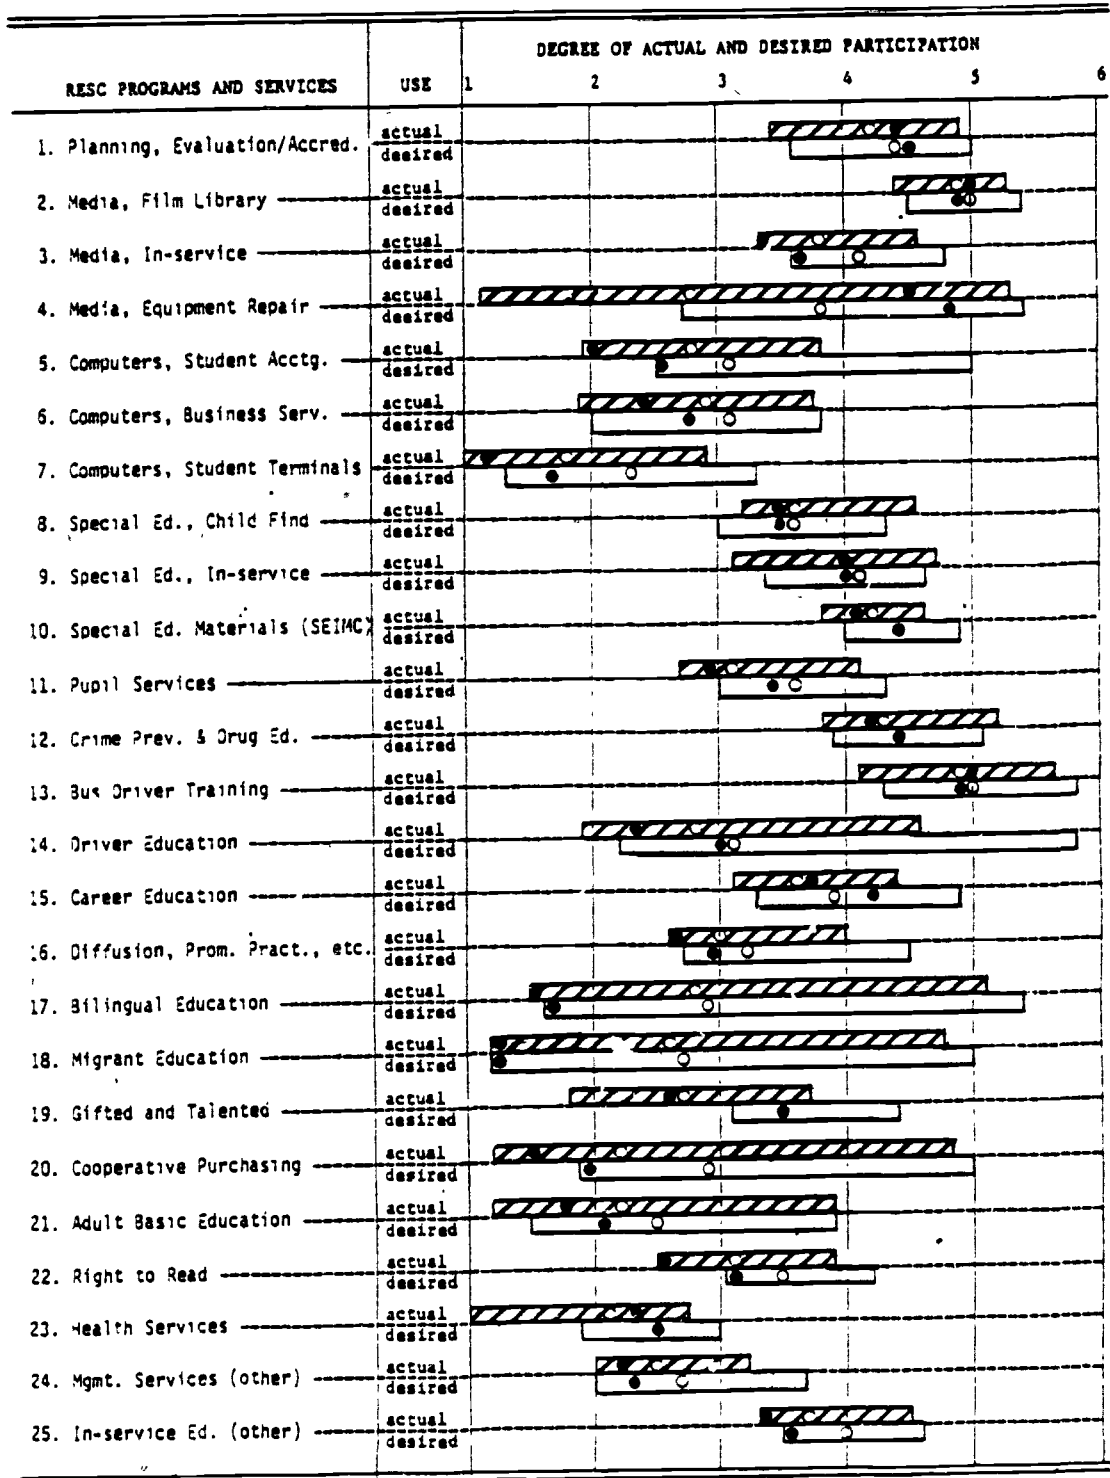 DEGREE OF ACTUAL AND DESIRED PARTICIPATION
RESC PROGRAMS AND SERVICES USE 1 2 3 4 5 6
1. Planning, Evaluation/Accred. actual
desired
2. Media, Film Library actual
desired
3. Media, In-service actual
desired
4. Media, Equipment Repair actual
desired
5. Computers, Student Acctg. actual
desired
6. Computers, Business Serv. actual
desired
7. Computers, Student Terminals actual
desired
8. Special Ed., Child Find actual
desired
9. Special Ed., In-service actual
desired
10. Special Ed. Materials (SEIMC) actual
desired
11. Pupil Services actual
desired
12. Crime Prev. & Drug Ed. actual
desired
13. Bus Driver Training actual
desired
14. Driver Education actual
desired
15. Career Education actual
desired
16. Diffusion, Prom. Pract., etc. actual
desired
17. Bilingual Education actual
desired
18. Migrant Education actual
desired
19. Gifted and Talented actual
desired
20. Cooperative Purchasing actual
desired
21. Adult Basic Education actual
desired
22. Right to Read actual
desired
23. Health Services actual
desired
24. Mgmt. Services (other) actual
desired
25. In-service Ed. (other) actual
desired